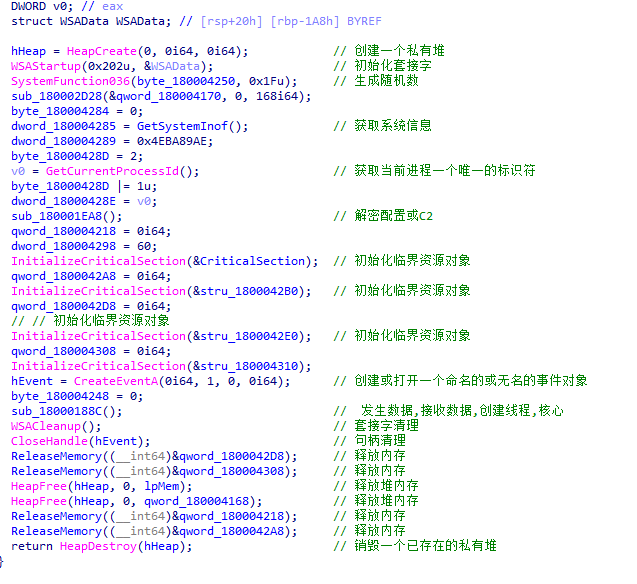 DWORD v0; // eax
struct WSAData WSAData; // [rsp+20h] [rbp-1A8h] BYREF
hHeap = HeapCreate(0, 0i64, 0i64); // 创建一个私有堆
WSAStartup(0x202u, &WSAData); // 初始化套接字
SystemFunction036(byte_180004250, 0x1Fu); // 生成随机数
sub_180002D28(&qword_180004170, 0, 168i64);
byte_180004284 = 0;
dword_180004285 = GetSystemInof(); // 获取系统信息
dword_180004289 = 0x4EBA89AE;
byte_18000428D = 2;
v0 = GetCurrentProcessId(); // 获取当前进程一个唯一的标识符
byte_18000428D |= 1u;
dword_18000428E = v0;
sub_180001EA8(); // 解密配置或C2
qword_180004218 = 0i64;
dword_180004298 = 60;
InitializeCriticalSection(&CriticalSection); // 初始化临界资源对象
qword_1800042A8 = 0i64;
InitializeCriticalSection(&stru_1800042B0); // 初始化临界资源对象
qword_1800042D8 = 0i64;
// // 初始化临界资源对象
InitializeCriticalSection(&stru_1800042E0); // 初始化临界资源对象
qword_180004308 = 0i64;
InitializeCriticalSection(&stru_180004310);
hEvent = CreateEventA(0i64, 1, 0, 0i64); // 创建或打开一个命名的或无名的事件对象
byte_180004248 = 0;
sub_18000188C(); // 发生数据,接收数据,创建线程,核心
WSACleanup(); // 套接字清理
CloseHandle(hEvent); // 句柄清理
ReleaseMemory((__int64)&qword_1800042D8); // 释放内存
ReleaseMemory((__int64)&qword_180004308); // 释放内存
HeapFree(hHeap, 0, lpMem); // 释放堆内存
HeapFree(hHeap, 0, qword_180004168); // 释放堆内存
ReleaseMemory((__int64)&qword_180004218); // 释放内存
ReleaseMemory((__int64)&qword_1800042A8); // 释放内存
return HeapDestroy(hHeap); // 销毁一个已存在的私有堆
}